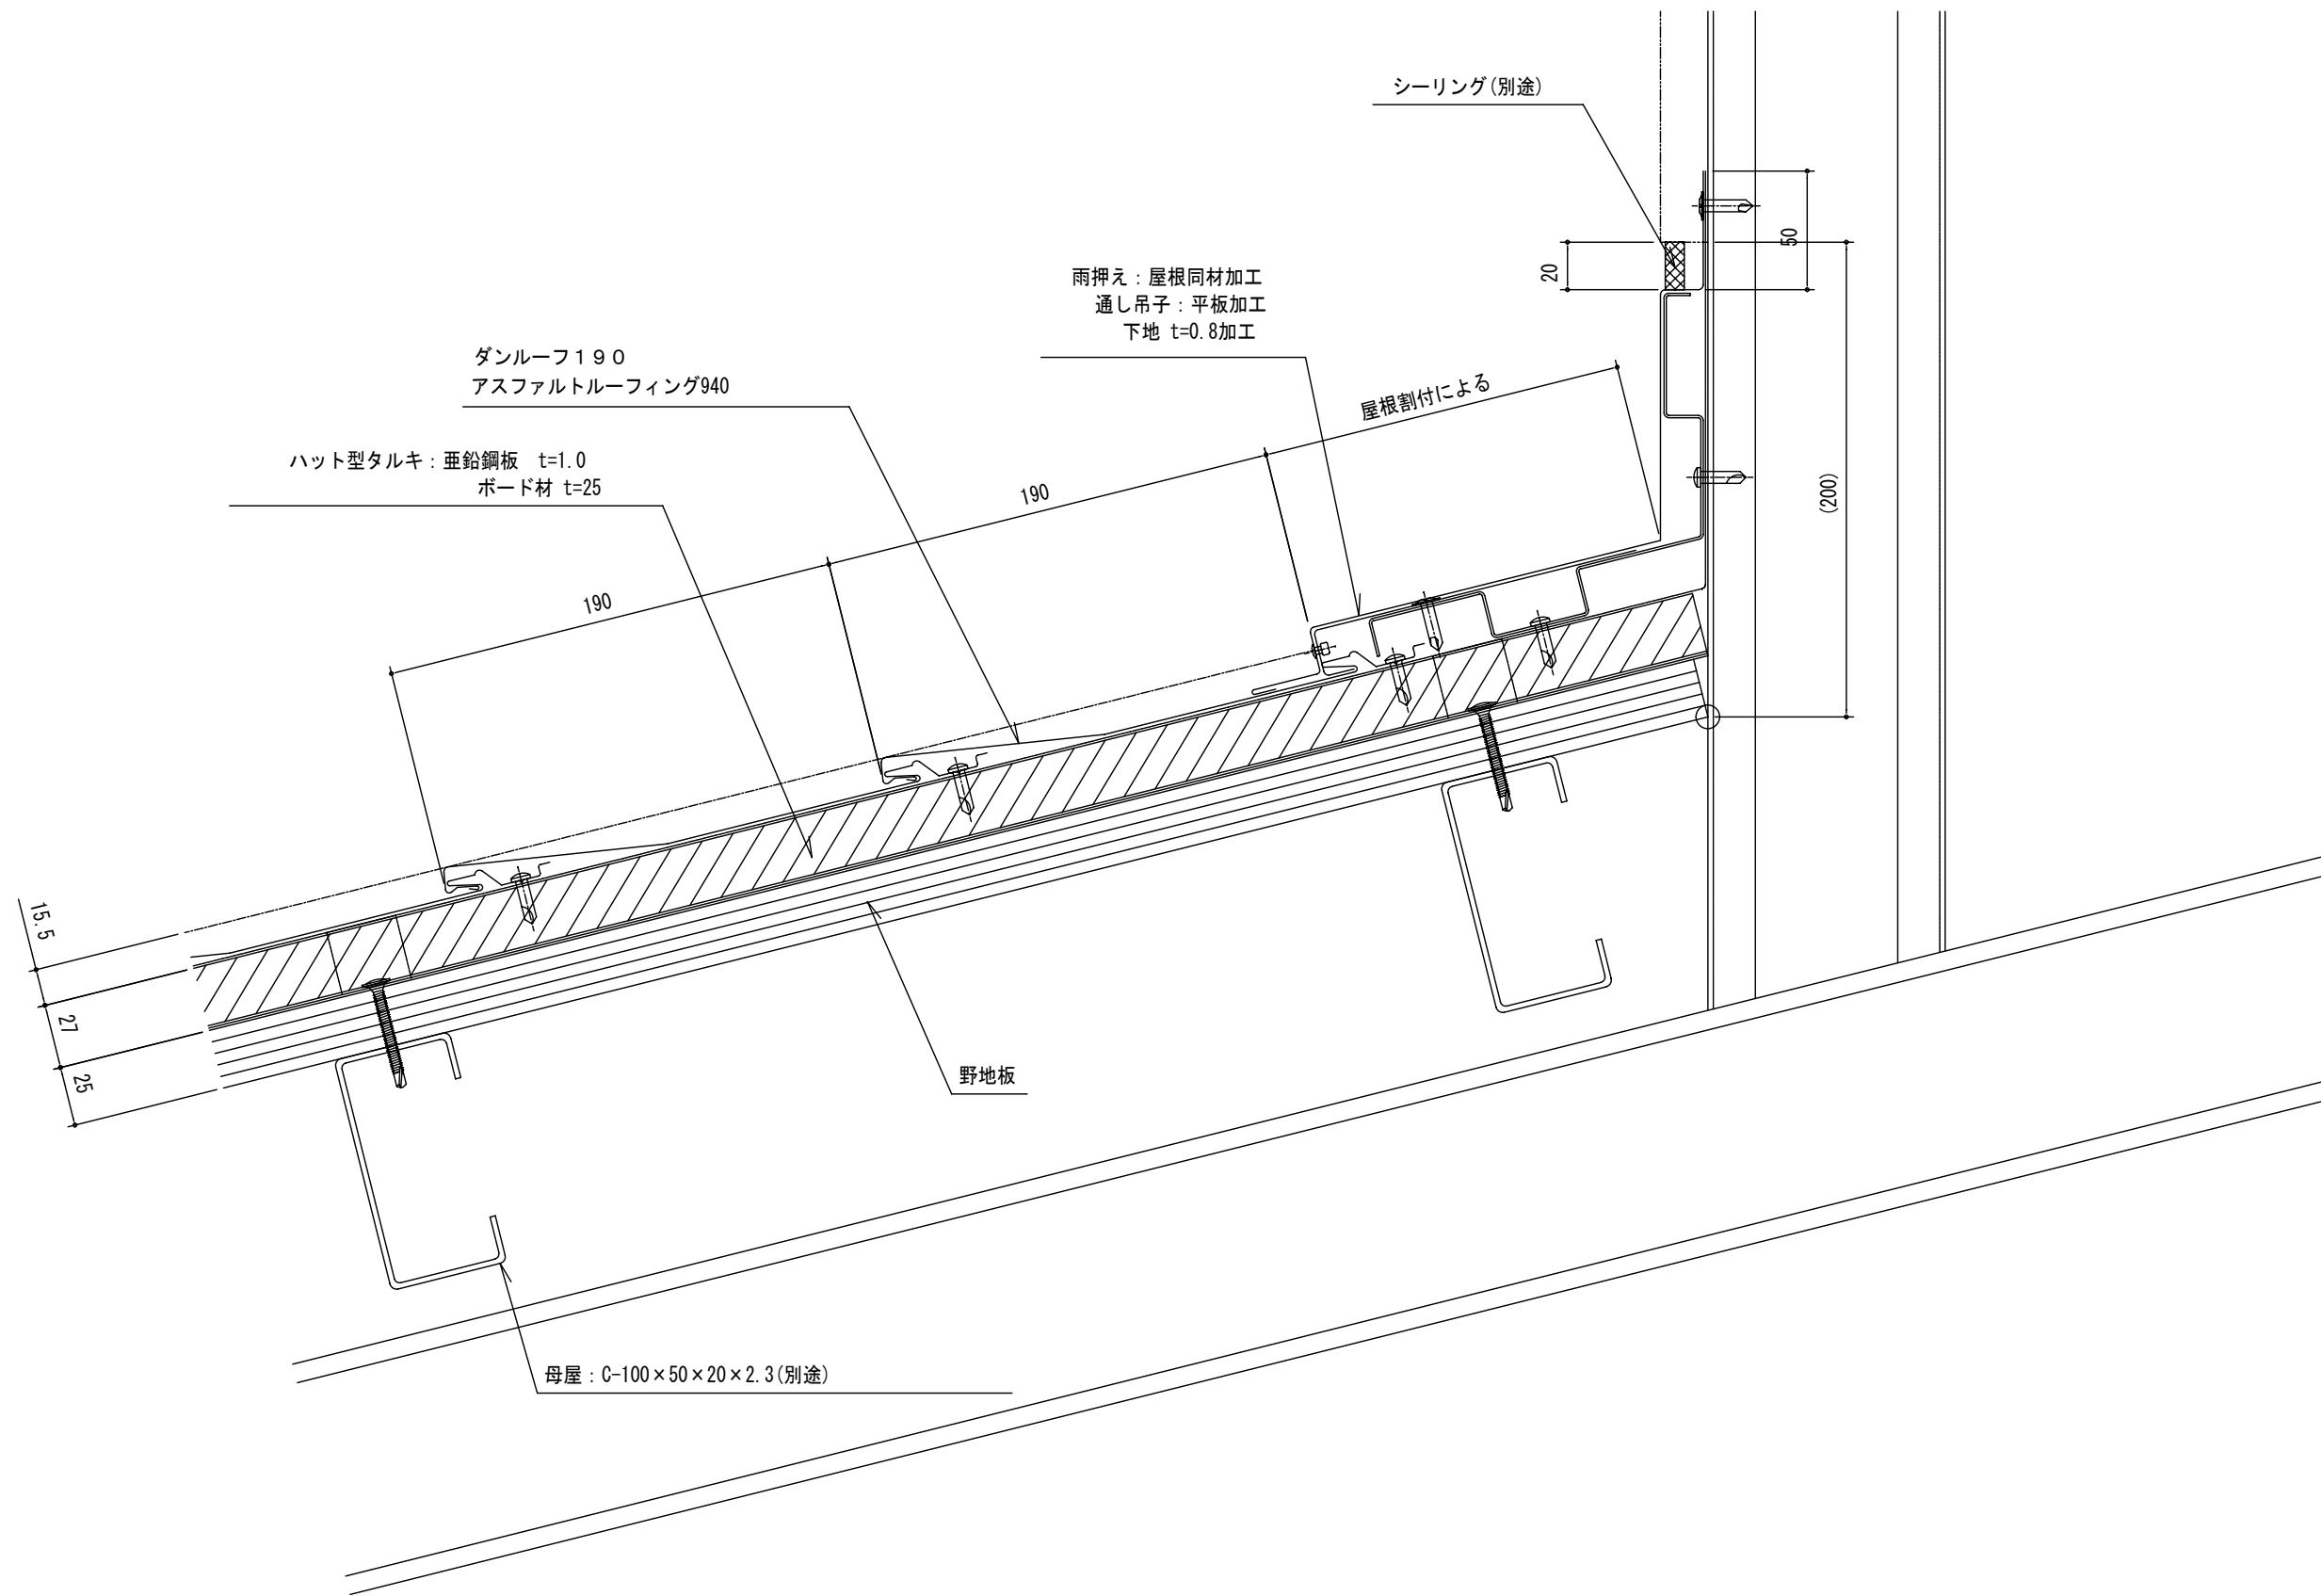 シーリング(別途)
50
20
雨押え：屋根同材加工
通し吊子：平板加工
下地 t=0.8加工
ダンルーフ１９０
アスファルトルーフィング940
屋根割付による
ハット型タルキ：亜鉛鋼板　t=1.0
ボード材 t=25
190
(200)
190
15.5
27
25
野地板
母屋：C-100×50×20×2.3(別途)